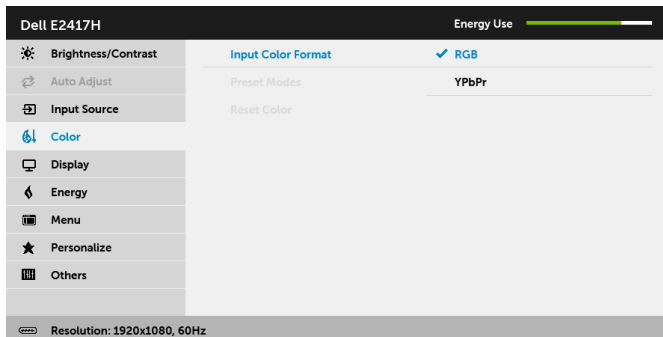 Dell E2417H Energy Use
Brightness/Contrast Input Color Format RGB
Auto Adjust Preset Modes YPbPr
Input Source Reset Color
Color
Display
Energy
Menu
Personalize
Others
Resolution: 1920x1080, 60Hz